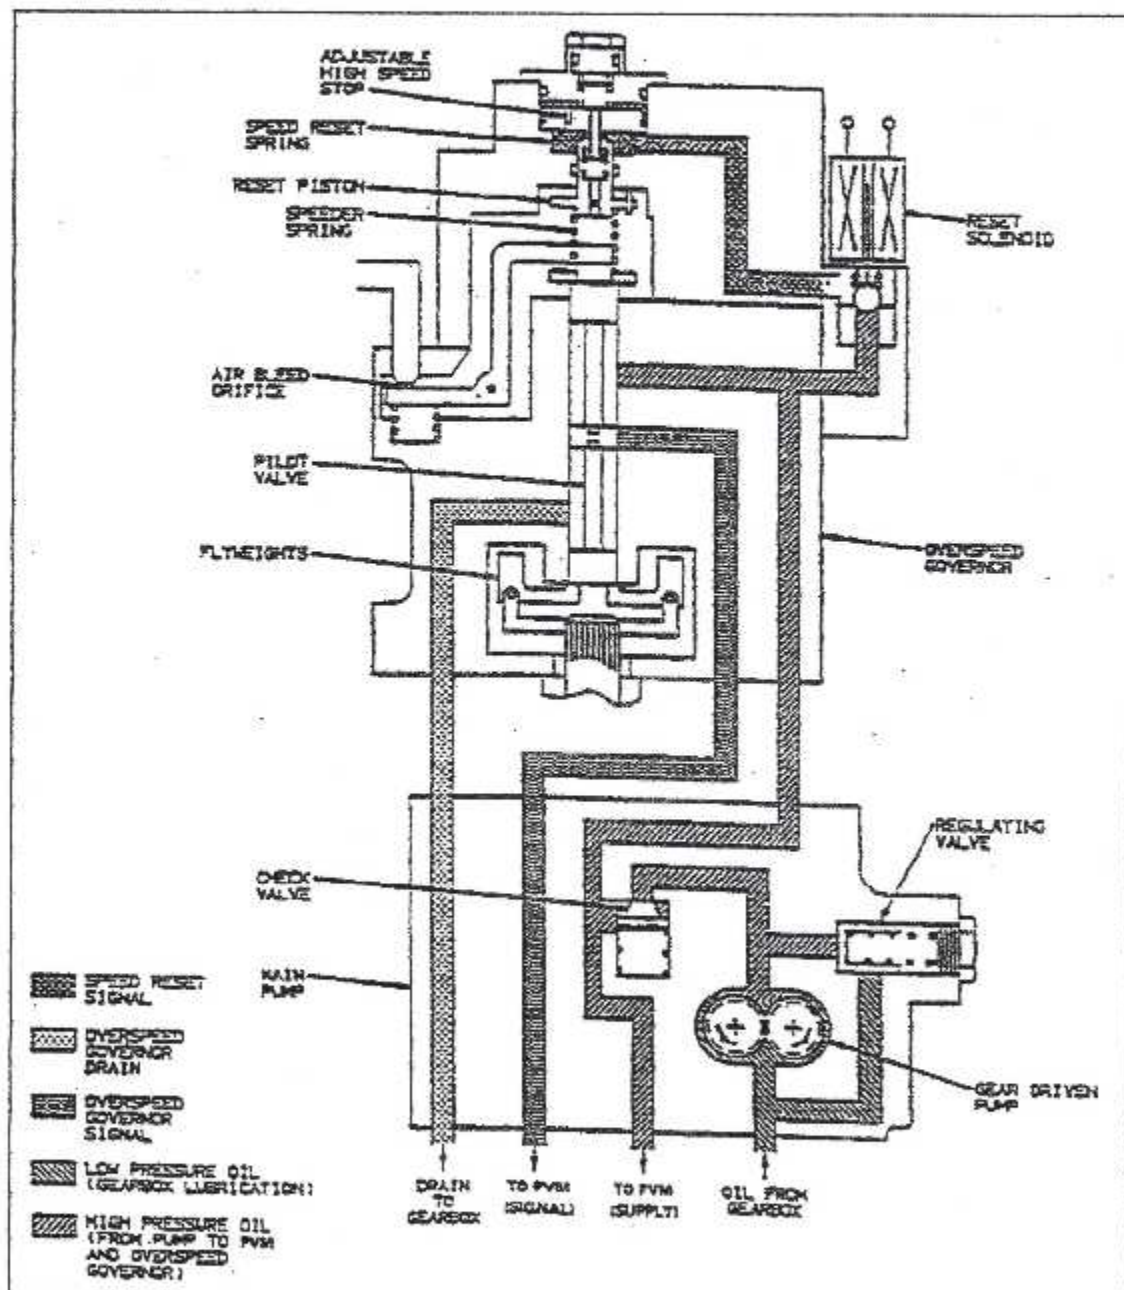 ADJUSTABLE
HIGH SPEED
STOP
SPEED RESET
SPRING
RESET PISTON
SPEEDER
SPRING
RESET
SOLENOID
AIR BLEED
ORIFICE
PILOT
VALVE
FLYWEIGHTS
OVERSPEED
GOVERNOR
REGULATING
VALVE
CHECK
VALVE
MAIN
PUMP
GEAR DRIVEN
PUMP
SPEED RESET
SIGNAL
OVERSPEED
GOVERNOR
DRAIN
OVERSPEED
GOVERNOR
SIGNAL
LOW PRESSURE OIL
(GEARBOX LUBRICATION)
HIGH PRESSURE OIL
(FROM PUMP TO PVM
AND OVERSPEED
GOVERNOR)
DRAIN
TO
GEARBOX
TO PVM
(SIGNAL)
TO PVM
(SUPPLY)
OIL FROM
GEARBOX